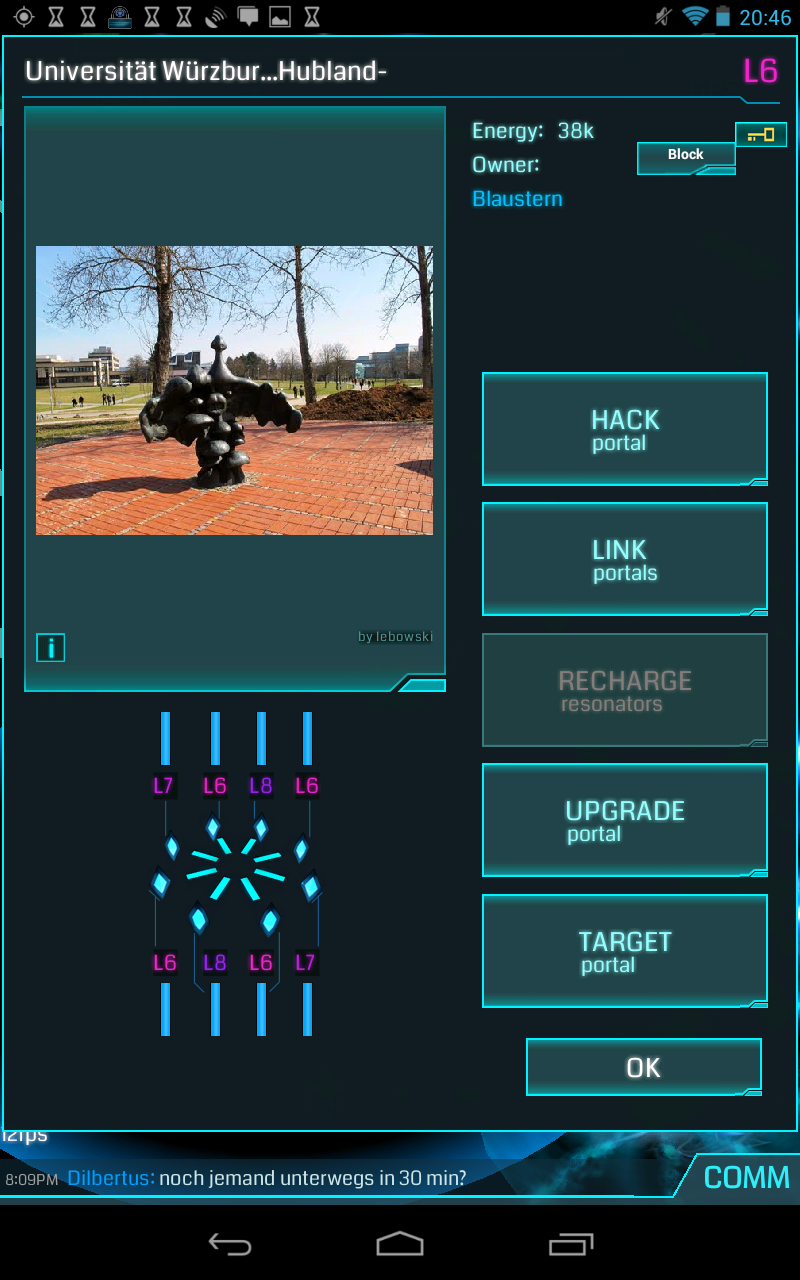 20:46
Universität Würzbur...Hubland-
L6
Energy: 38k
Owner:
Blaustern
Block
HACK
portal
LINK
portals
RECHARGE
resonators
UPGRADE
portal
TARGET
portal
OK
i
by lebowski
L7 L6 L8 L6
L6 L8 L6 L7
12fps
8:09PM Dilbertus: noch jemand unterwegs in 30 min?
COMM